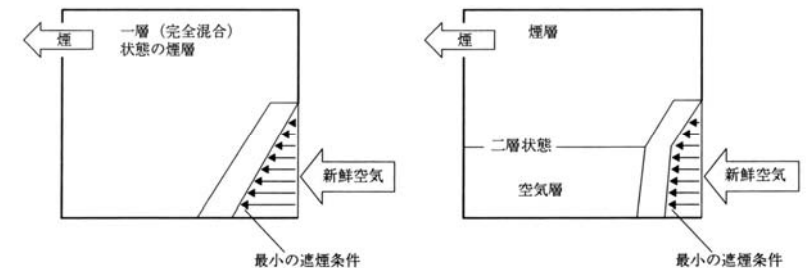 煙
一層（完全混合）
状態の煙層
新鮮空気
最小の遮煙条件
煙
煙層
二層状態
空気層
新鮮空気
最小の遮煙条件